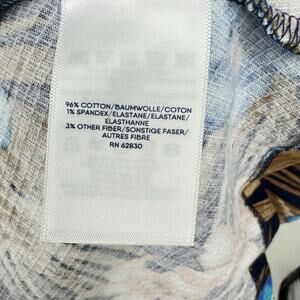 96% COTTON/BAUMWOLLE/COTON
1% SPANDEX/ELASTANE/ELASTANE/
ELASTHANNE
3% OTHER FIBER/SONSTIGE FASER/
AUTRES FIBRE
RN 62830